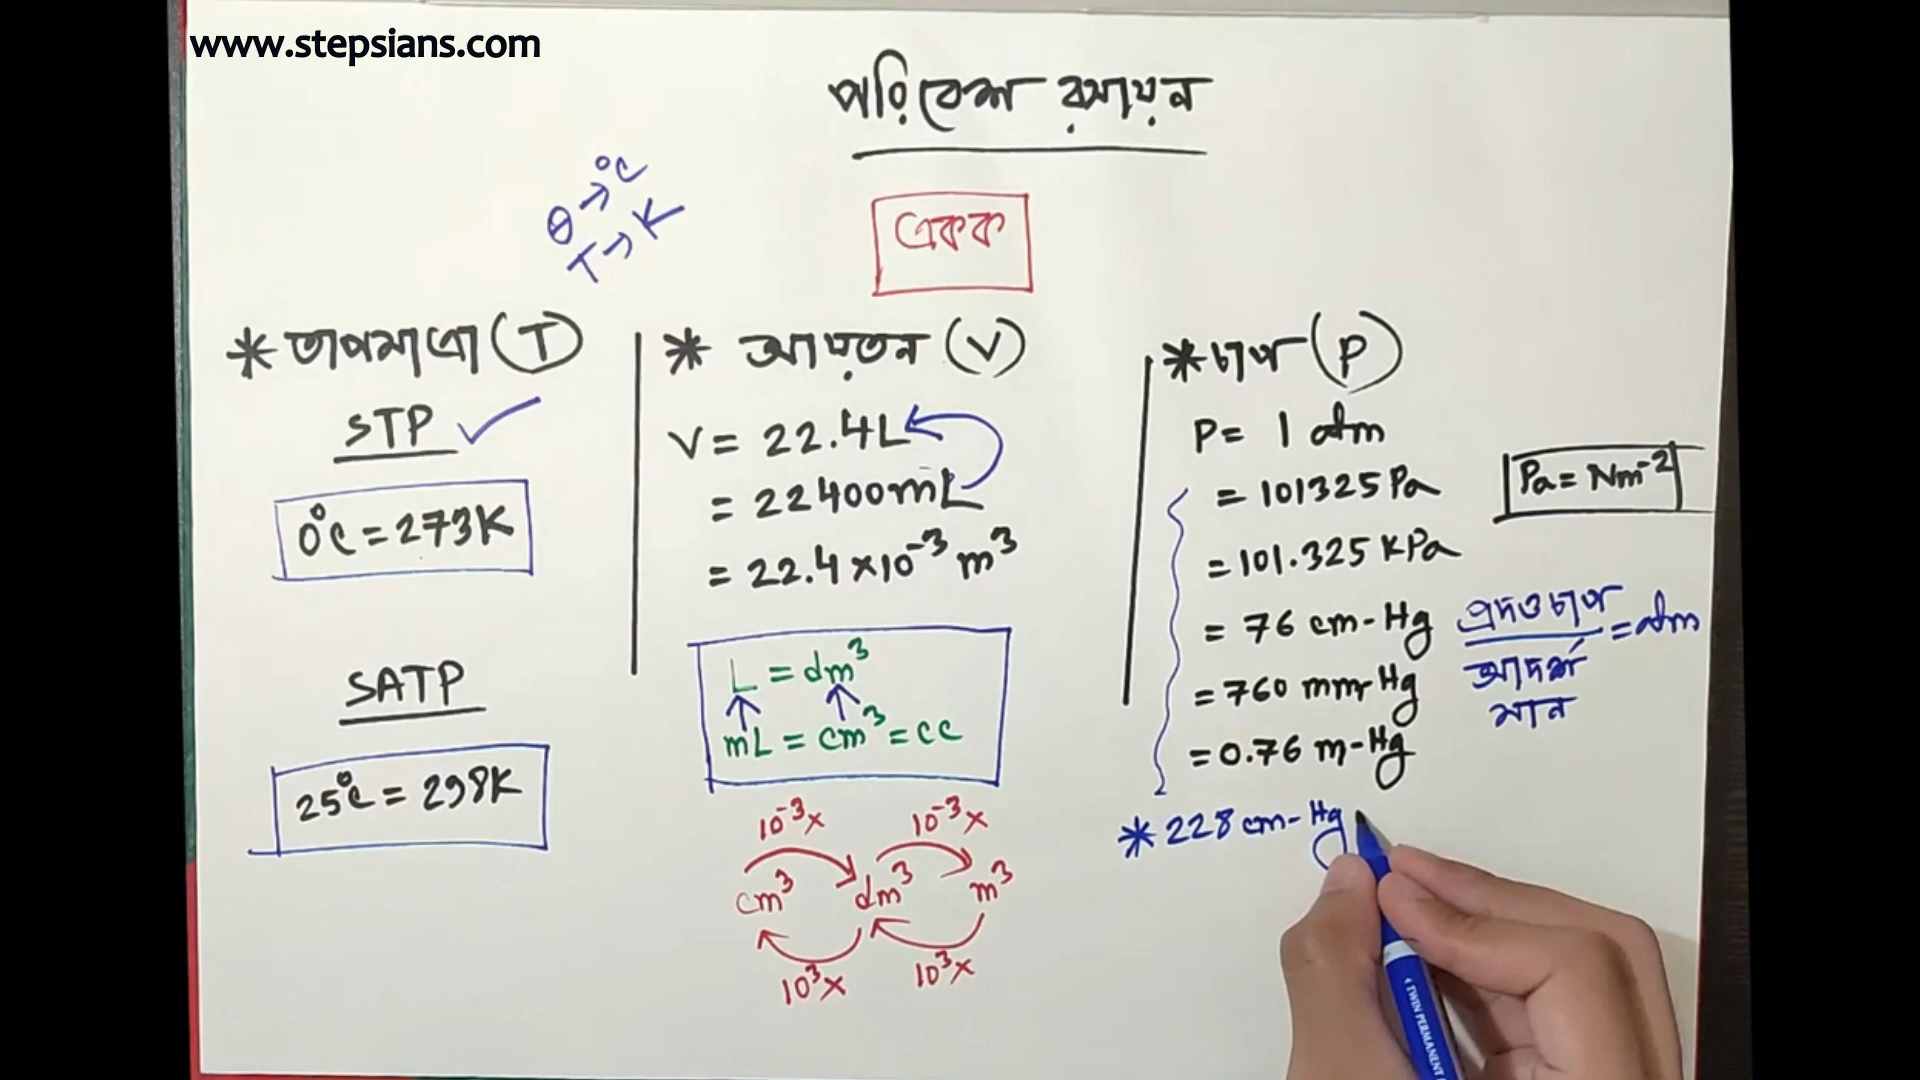 www.stepsians.com
পরিবেশ রসায়ন
একক
θ → °C
T → K
* তাপমাত্রা (T)
STP ✓
0°C = 273K
SATP
25°C = 298K
* আয়তন (V)
V = 22.4L
= 22400mL
= 22.4 × 10⁻³ m³
L = dm³
mL = cm³ = cc
10⁻³× 10⁻³×
cm³ dm³ m³
10³× 10³×
* চাপ (P)
P = 1 atm
= 101325 Pa
Pa = Nm⁻²
= 101.325 KPa
= 76 cm-Hg
= 760 mm-Hg
= 0.76 m-Hg
প্রদত্ত চাপ
আদর্শ
মান
= atm
* 228 cm-Hg
4 TWIN PERMANENT